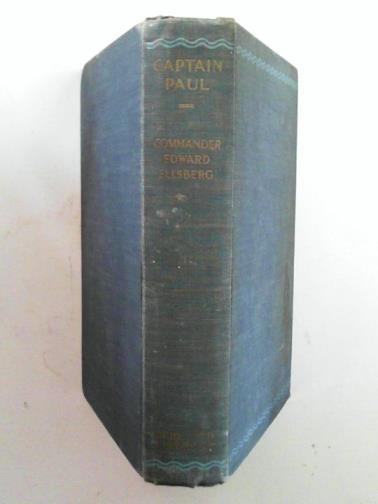 CAPTAIN
PAUL
COMMANDER
EDWARD
ELLSBERG